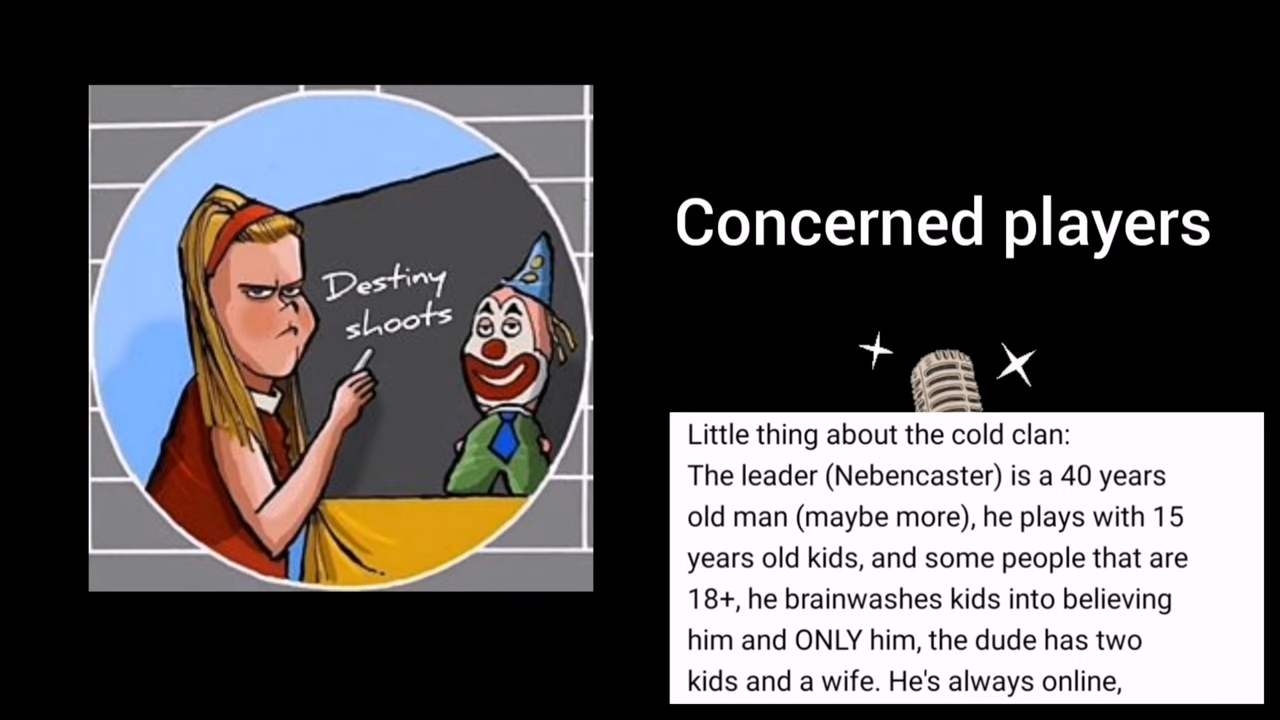 Destiny
shoots
Concerned players
Little thing about the cold clan:
The leader (Nebencaster) is a 40 years
old man (maybe more), he plays with 15
years old kids, and some people that are
18+, he brainwashes kids into believing
him and ONLY him, the dude has two
kids and a wife. He's always online,